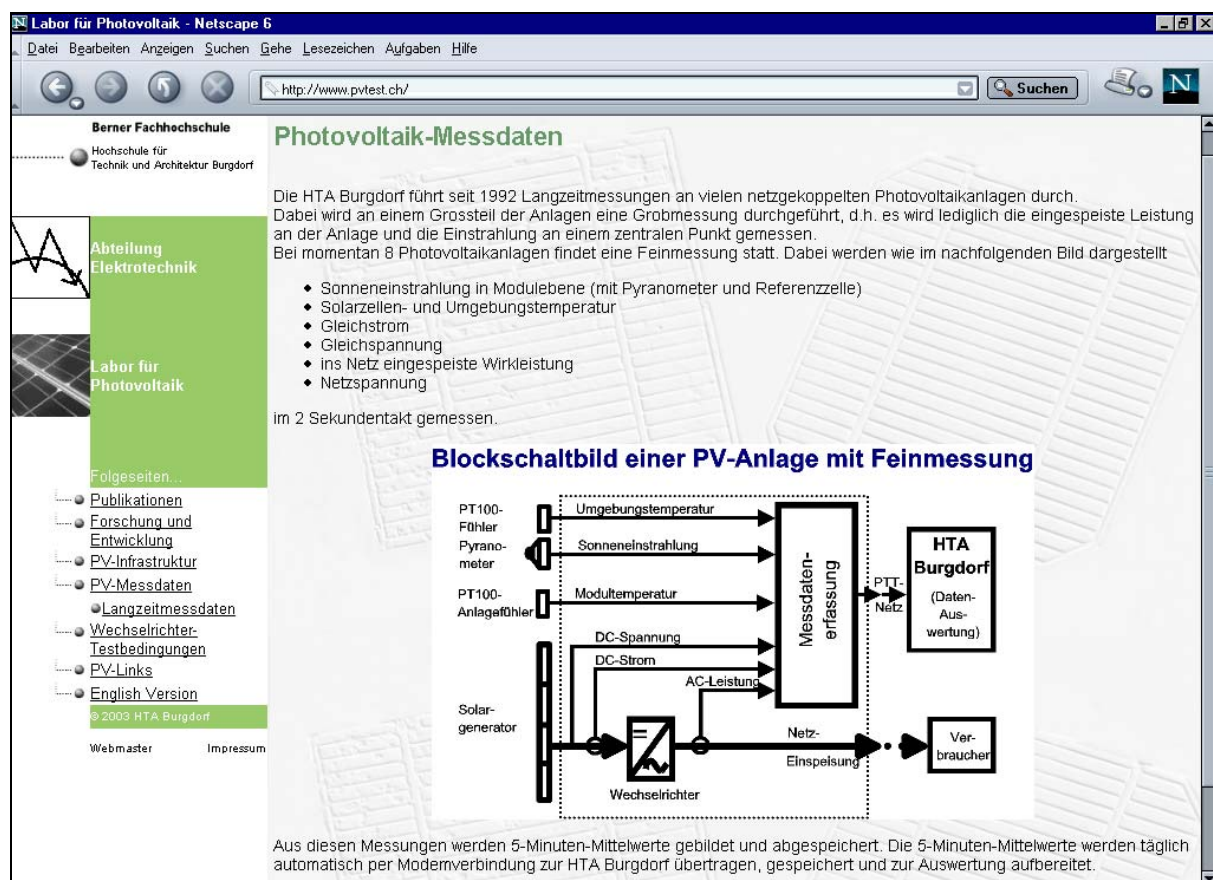 Labor für Photovoltaik - Netscape 6
Datei Bearbeiten Anzeigen Suchen Gehe Lesezeichen Aufgaben Hilfe
http://www.pvtest.ch/
Suchen
N
Berner Fachhochschule
Hochschule für
Technik und Architektur Burgdorf
Abteilung
Elektrotechnik
Labor für
Photovoltaik
Folgeseiten...
Publikationen
Forschung und
Entwicklung
PV-Infrastruktur
PV-Messdaten
Langzeitmessdaten
Wechselrichter-
Testbedingungen
PV-Links
English Version
© 2003 HTA Burgdorf
Webmaster Impressum
Photovoltaik-Messdaten
Die HTA Burgdorf führt seit 1992 Langzeitmessungen an vielen netzgekoppelten Photovoltaikanlagen durch.
Dabei wird an einem Grossteil der Anlagen eine Grobmessung durchgeführt, d.h. es wird lediglich die eingespeiste Leistung
an der Anlage und die Einstrahlung an einem zentralen Punkt gemessen.
Bei momentan 8 Photovoltaikanlagen findet eine Feinmessung statt. Dabei werden wie im nachfolgenden Bild dargestellt
Sonneneinstrahlung in Modulebene (mit Pyranometer und Referenzzelle)
Solarzellen- und Umgebungstemperatur
Gleichstrom
Gleichspannung
ins Netz eingespeiste Wirkleistung
Netzspannung
im 2 Sekundentakt gemessen.
Blockschaltbild einer PV-Anlage mit Feinmessung
PT100-
Fühler
Umgebungstemperatur
Pyrano-
meter
Sonneneinstrahlung
PT100-
Anlagefühler
Modultemperatur
DC-Spannung
DC-Strom
AC-Leistung
Messdaten-
erfassung
PTT-
Netz
HTA
Burgdorf
(Daten-
Aus-
wertung)
Solar-
generator
Wechselrichter
Netz-
Einspeisung
Ver-
braucher
Aus diesen Messungen werden 5-Minuten-Mittelwerte gebildet und abgespeichert. Die 5-Minuten-Mittelwerte werden täglich
automatisch per Modemverbindung zur HTA Burgdorf übertragen, gespeichert und zur Auswertung aufbereitet.